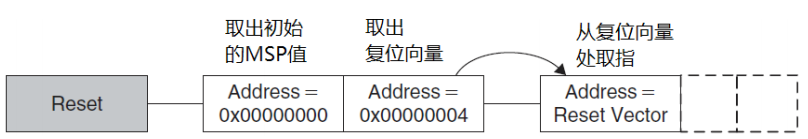 取出初始
的MSP值
取出
复位向量
从复位向量
处取指
Reset
Address =
0x00000000
Address =
0x00000004
Address =
Reset Vector